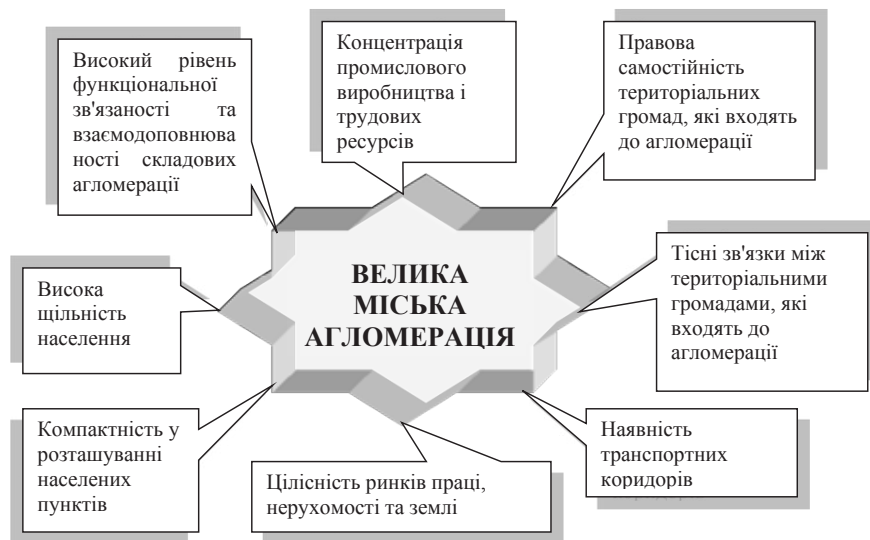 Високий рівень
функціональної
зв'язаності та
взаємодоповнюва
ності складових
агломерації
Концентрація
промислового
виробництва і
трудових
ресурсів
Правова
самостійність
територіальних
громад, які входять
до агломерації
Висока
щільність
населення
ВЕЛИКА
МІСЬКА
АГЛОМЕРАЦІЯ
Тісні зв'язки між
територіальними
громадами, які
входять до
агломерації
Компактність у
розташуванні
населених
пунктів
Цілісність ринків праці,
нерухомості та землі
Наявність
транспортних
коридорів